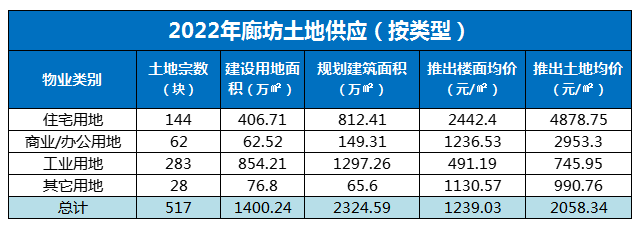 2022年廊坊土地供应（按类型）
物业类别 土地宗数（块） 建设用地面积（万㎡） 规划建筑面积（万㎡） 推出楼面均价（元/㎡） 推出土地均价（元/㎡）
住宅用地 144 406.71 812.41 2442.4 4878.75
商业/办公用地 62 62.52 149.31 1236.53 2953.3
工业用地 283 854.21 1297.26 491.19 745.95
其它用地 28 76.8 65.6 1130.57 990.76
总计 517 1400.24 2324.59 1239.03 2058.34